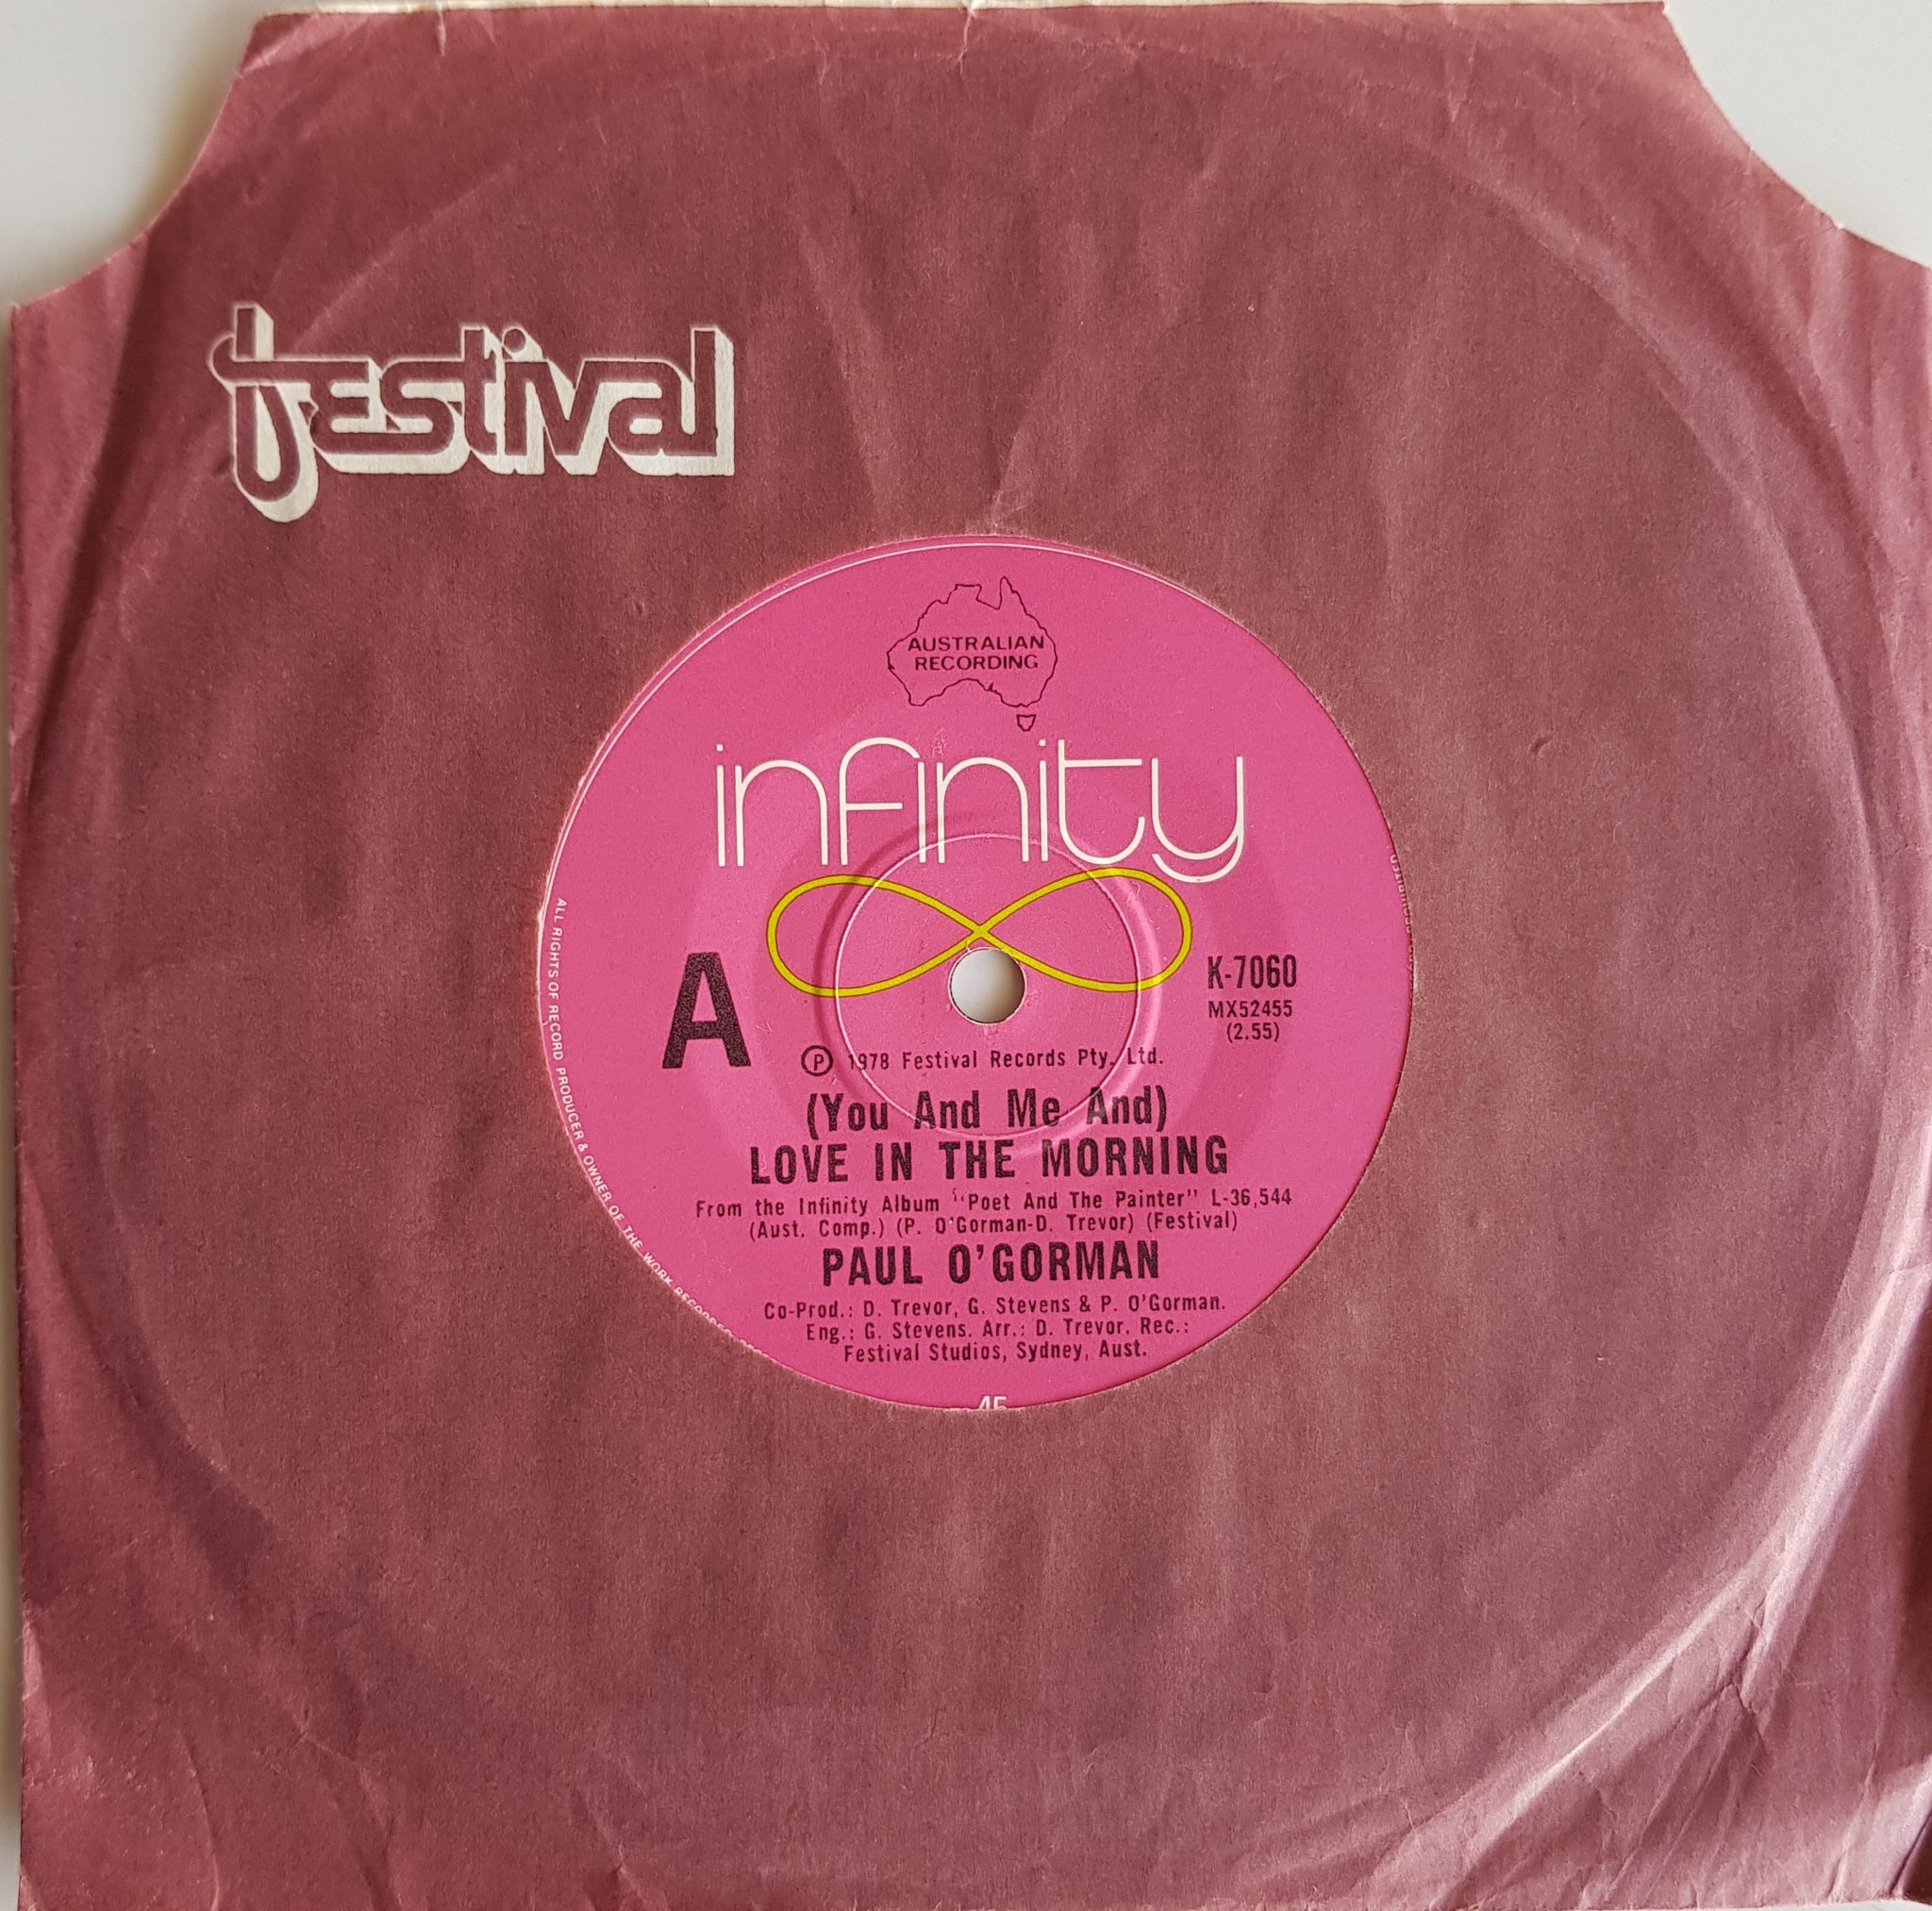 festival
AUSTRALIAN
RECORDING
infinity
A
K-7060
MX52455
(2.55)
Ⓟ 1978 Festival Records Pty. Ltd.
(You And Me And)
LOVE IN THE MORNING
From the Infinity Album "Poet And The Painter" L-36,544
(Aust. Comp.) (P. O'Gorman-D. Trevor) (Festival)
PAUL O'GORMAN
Co-Prod.: D. Trevor, G. Stevens & P. O'Gorman.
Eng.: G. Stevens. Arr.: D. Trevor. Rec.:
Festival Studios, Sydney, Aust.
45
ALL RIGHTS OF RECORD PRODUCER & OWNER OF THE WORK RECORDED